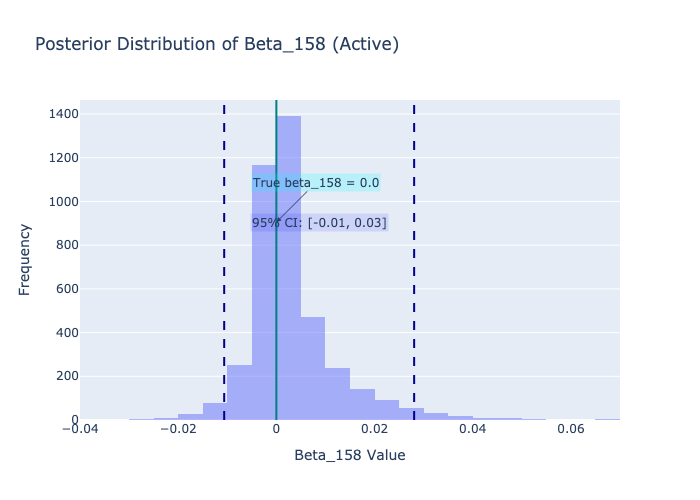 Posterior Distribution of Beta_158 (Active)
Frequency
1400
1200
1000
800
600
400
200
0
True beta_158 = 0.0
95% CI: [-0.01, 0.03]
−0.04
−0.02
0
0.02
0.04
0.06
Beta_158 Value